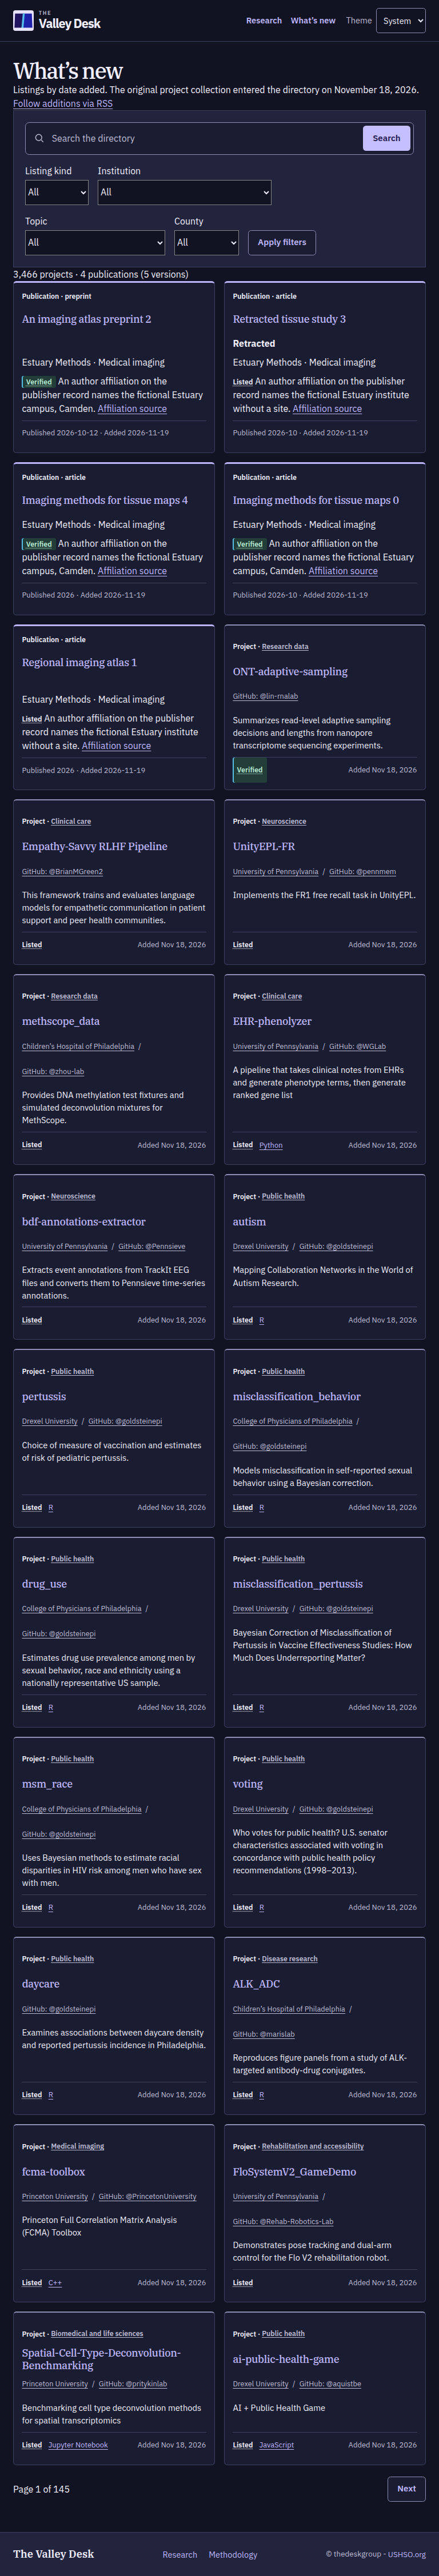 THE
Valley Desk
Research What's new Theme System
What's new
Listings by date added. The original project collection entered the directory on November 18, 2026.
Follow additions via RSS
Search the directory
Search
Listing kind Institution
All All
Topic County
All All Apply filters
3,466 projects · 4 publications (5 versions)
Publication · preprint
An imaging atlas preprint 2
Estuary Methods · Medical imaging
Verified An author affiliation on the
publisher record names the fictional Estuary
campus, Camden. Affiliation source
Published 2026-10-12 · Added 2026-11-19
Publication · article
Retracted tissue study 3
Retracted
Estuary Methods · Medical imaging
Listed An author affiliation on the publisher
record names the fictional Estuary institute
without a site. Affiliation source
Published 2026-10 · Added 2026-11-19
Publication · article
Imaging methods for tissue maps 4
Estuary Methods · Medical imaging
Verified An author affiliation on the
publisher record names the fictional Estuary
campus, Camden. Affiliation source
Published 2026 · Added 2026-11-19
Publication · article
Imaging methods for tissue maps 0
Estuary Methods · Medical imaging
Verified An author affiliation on the
publisher record names the fictional Estuary
campus, Camden. Affiliation source
Published 2026-10 · Added 2026-11-19
Publication · article
Regional imaging atlas 1
Estuary Methods · Medical imaging
Listed An author affiliation on the publisher
record names the fictional Estuary institute
without a site. Affiliation source
Published 2026-10 · Added 2026-11-19
Project · Research data
ONT-adaptive-sampling
GitHub: @lin-rnalab
Summarizes read-level adaptive sampling
decisions and lengths from nanopore
transcriptome sequencing experiments.
Verified Added Nov 18, 2026
Project · Clinical care
Empathy-Savvy RLHF Pipeline
GitHub: @BrianMGreen2
This framework trains and evaluates language
models for empathetic communication in patient
support and peer health communities.
Listed Added Nov 18, 2026
Project · Neuroscience
UnityEPL-FR
University of Pennsylvania / GitHub: @pennmem
Implements the FR1 free recall task in UnityEPL.
Listed Added Nov 18, 2026
Project · Research data
methscope_data
Children's Hospital of Philadelphia /
GitHub: @zhou-lab
Provides DNA methylation test fixtures and
simulated deconvolution mixtures for
MethScope.
Listed Added Nov 18, 2026
Project · Clinical care
EHR-phenolyzer
University of Pennsylvania / GitHub: @WGLab
A pipeline that takes clinical notes from EHRs
and generate phenotype terms, then generate
ranked gene list
Listed Python Added Nov 18, 2026
Project · Neuroscience
bdf-annotations-extractor
University of Pennsylvania / GitHub: @Pennsieve
Extracts event annotations from TrackIt EEG
files and converts them to Pennsieve time-series
annotations.
Listed Added Nov 18, 2026
Project · Public health
autism
Drexel University / GitHub: @goldsteinepi
Mapping Collaboration Networks in the World of
Autism Research.
Listed R Added Nov 18, 2026
Project · Public health
pertussis
Drexel University / GitHub: @goldsteinepi
Choice of measure of vaccination and estimates
of risk of pediatric pertussis.
Listed R Added Nov 18, 2026
Project · Public health
misclassification_behavior
College of Physicians of Philadelphia /
GitHub: @goldsteinepi
Models misclassification in self-reported sexual
behavior using a Bayesian correction.
Listed R Added Nov 18, 2026
Project · Public health
drug_use
College of Physicians of Philadelphia /
GitHub: @goldsteinepi
Estimates drug use prevalence among men by
sexual behavior, race and ethnicity using a
nationally representative US sample.
Listed R Added Nov 18, 2026
Project · Public health
misclassification_pertussis
Drexel University / GitHub: @goldsteinepi
Bayesian Correction of Misclassification of
Pertussis in Vaccine Effectiveness Studies: How
Much Does Underreporting Matter?
Listed R Added Nov 18, 2026
Project · Public health
msm_race
College of Physicians of Philadelphia /
GitHub: @goldsteinepi
Uses Bayesian methods to estimate racial
disparities in HIV risk among men who have sex
with men.
Listed R Added Nov 18, 2026
Project · Public health
voting
Drexel University / GitHub: @goldsteinepi
Who votes for public health? U.S. senator
characteristics associated with voting in
concordance with public health policy
recommendations (1998–2013).
Listed R Added Nov 18, 2026
Project · Public health
daycare
GitHub: @goldsteinepi
Examines associations between daycare density
and reported pertussis incidence in Philadelphia.
Listed R Added Nov 18, 2026
Project · Disease research
ALK_ADC
Children's Hospital of Philadelphia /
GitHub: @marislab
Reproduces figure panels from a study of ALK-
targeted antibody-drug conjugates.
Listed R Added Nov 18, 2026
Project · Medical imaging
fcma-toolbox
Princeton University / GitHub: @PrincetonUniversity
Princeton Full Correlation Matrix Analysis
(FCMA) Toolbox
Listed C++ Added Nov 18, 2026
Project · Rehabilitation and accessibility
FloSystemV2_GameDemo
University of Pennsylvania /
GitHub: @Rehab-Robotics-Lab
Demonstrates pose tracking and dual-arm
control for the Flo V2 rehabilitation robot.
Listed Added Nov 18, 2026
Project · Biomedical and life sciences
Spatial-Cell-Type-Deconvolution-
Benchmarking
Princeton University / GitHub: @pritykinlab
Benchmarking cell type deconvolution methods
for spatial transcriptomics
Listed Jupyter Notebook Added Nov 18, 2026
Project · Public health
ai-public-health-game
Drexel University / GitHub: @aquistbe
AI + Public Health Game
Listed JavaScript Added Nov 18, 2026
Page 1 of 145 Next
The Valley Desk Research Methodology © thedeskgroup · USHSO.org